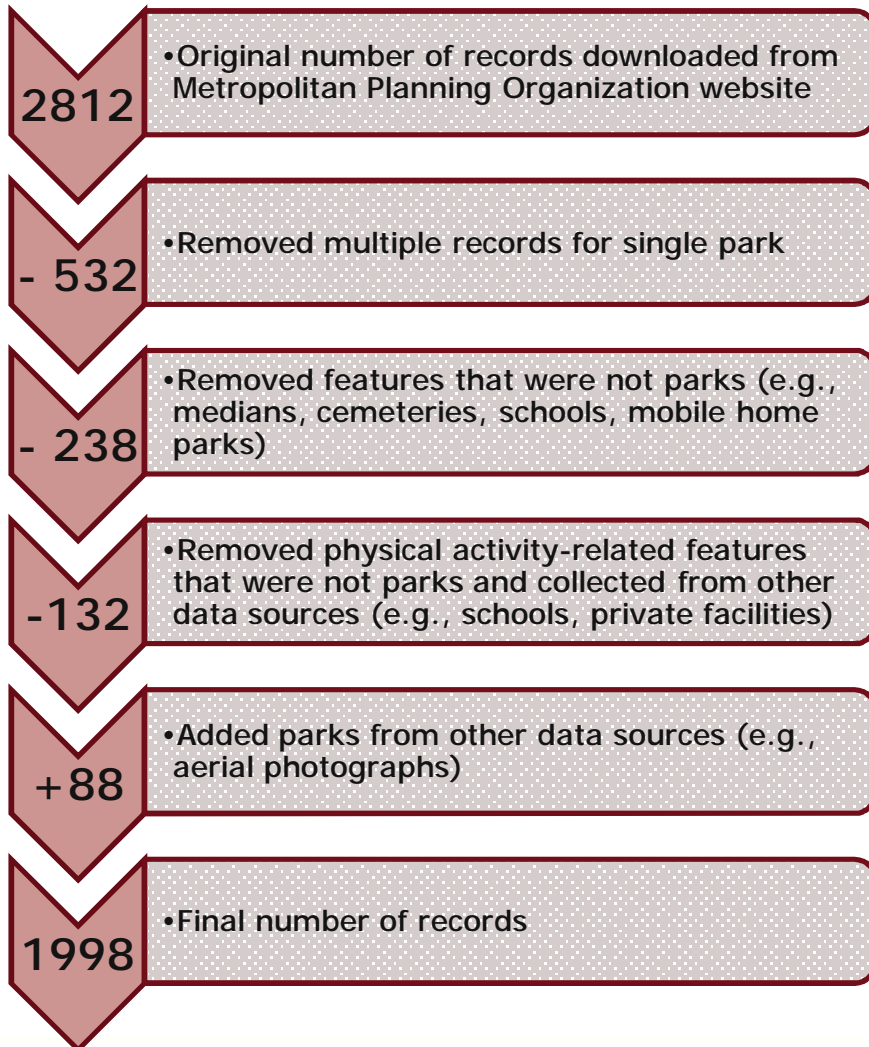 2812
•Original number of records downloaded from
Metropolitan Planning Organization website
- 532
•Removed multiple records for single park
- 238
•Removed features that were not parks (e.g.,
medians, cemeteries, schools, mobile home
parks)
-132
•Removed physical activity-related features
that were not parks and collected from other
data sources (e.g., schools, private facilities)
+88
•Added parks from other data sources (e.g.,
aerial photographs)
1998
•Final number of records